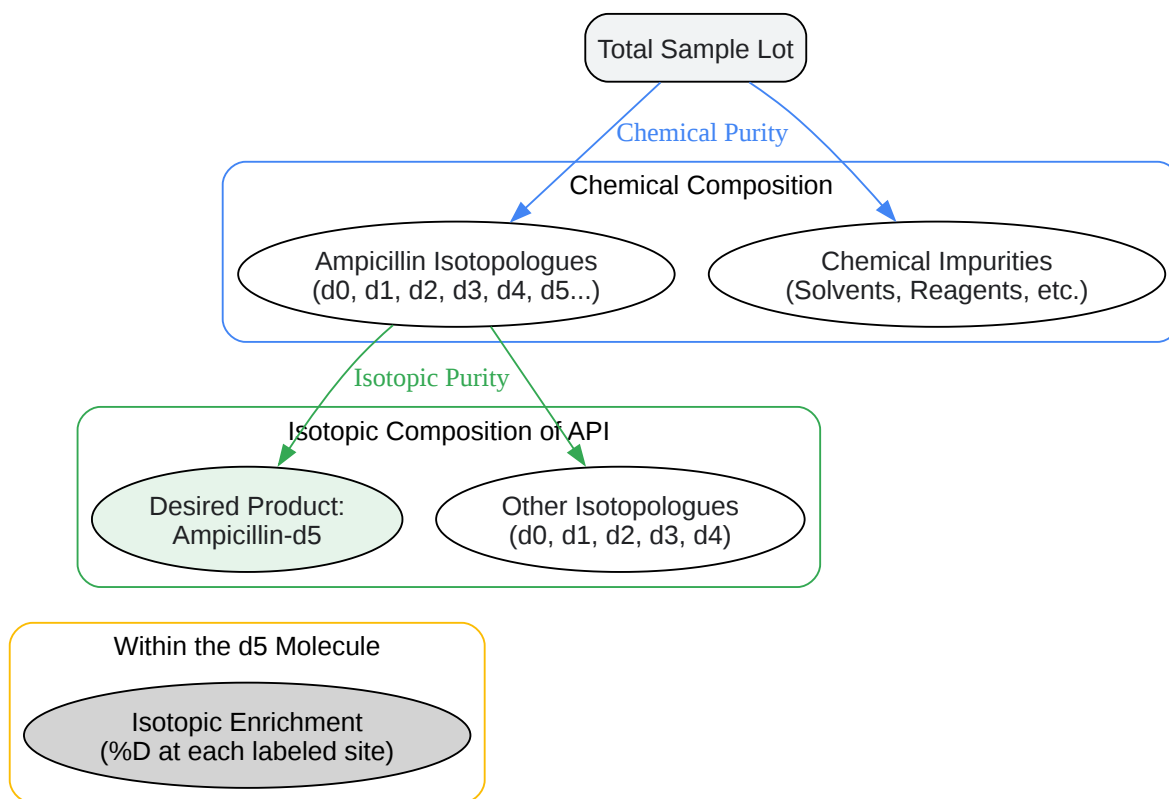 Total Sample Lot
Chemical Purity
Chemical Composition
Ampicillin Isotopologues
(d0, d1, d2, d3, d4, d5...)
Chemical Impurities
(Solvents, Reagents, etc.)
Isotopic Purity
Isotopic Composition of API
Desired Product:
Ampicillin-d5
Other Isotopologues
(d0, d1, d2, d3, d4)
Within the d5 Molecule
Isotopic Enrichment
(%D at each labeled site)